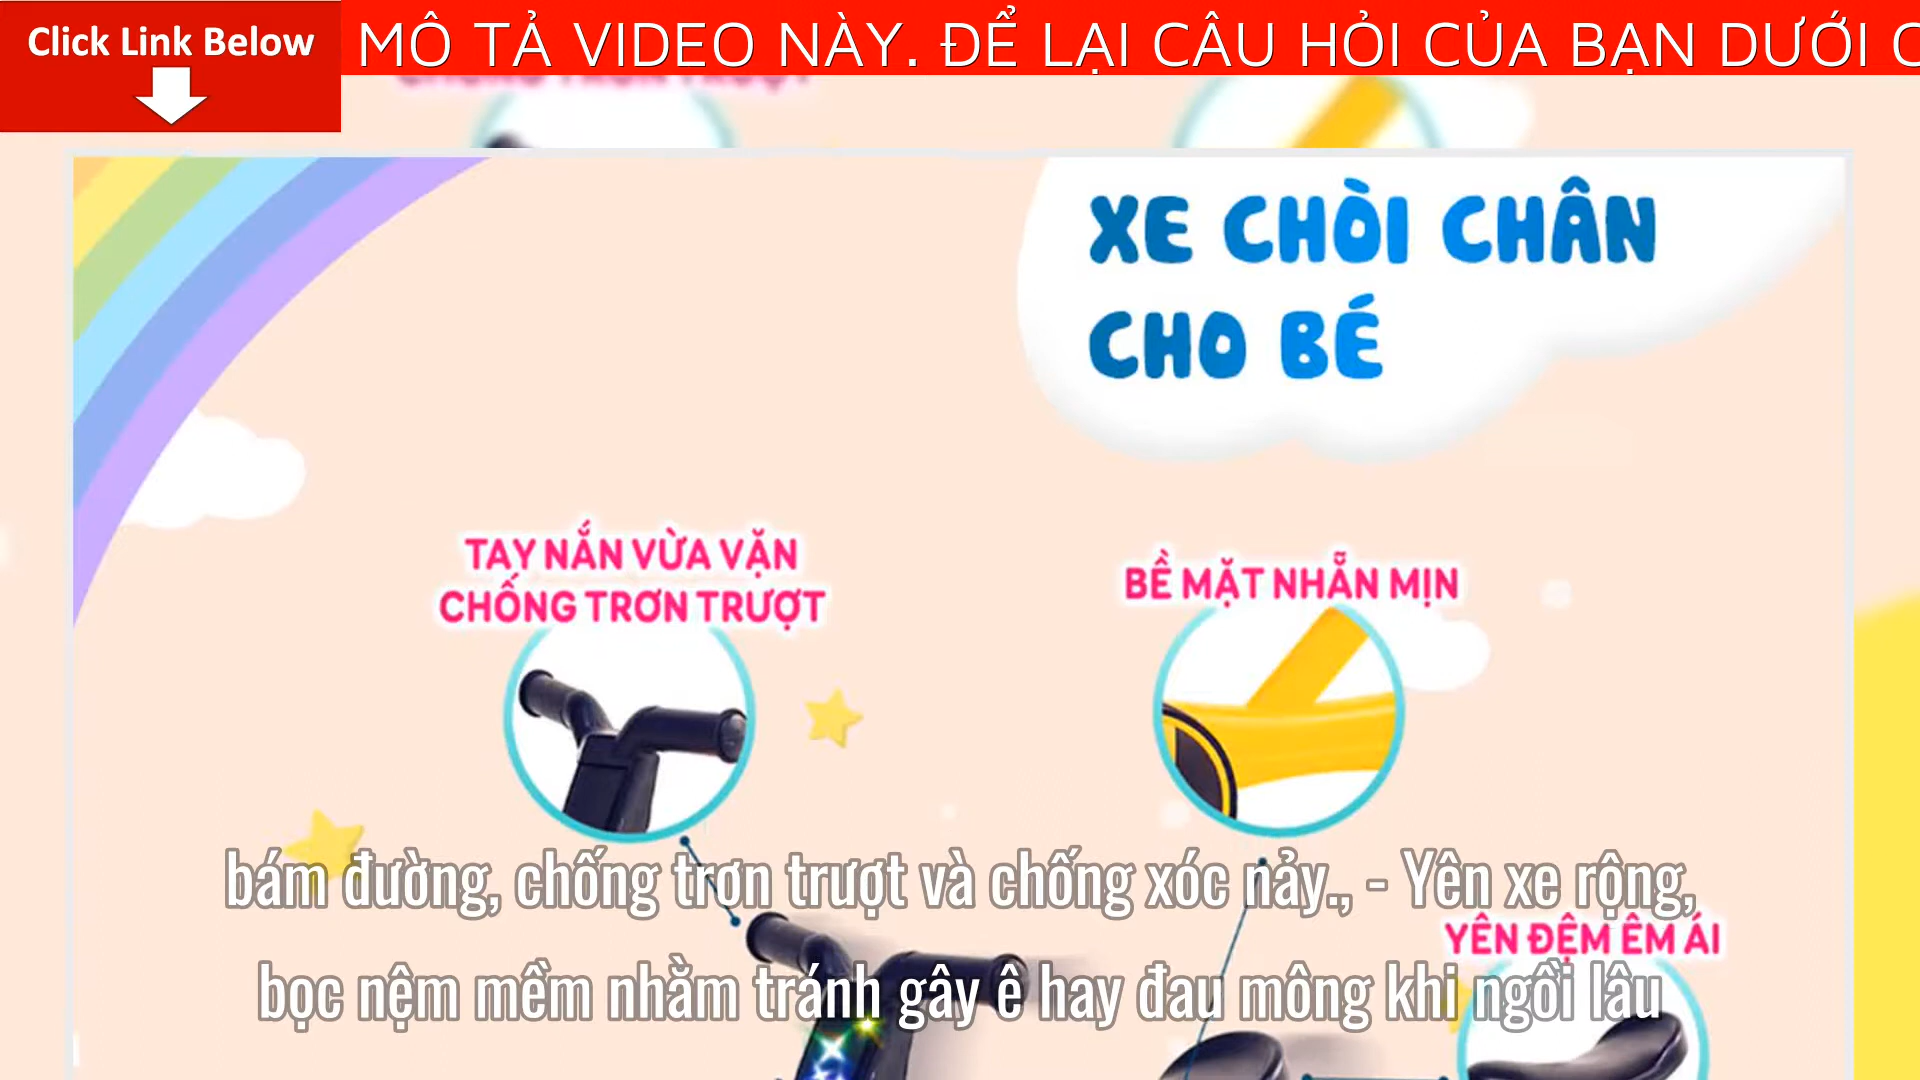 Click Link Below
MÔ TẢ VIDEO NÀY. ĐỂ LẠI CÂU HỎI CỦA BẠN DƯỚI
XE CHÒI CHÂN
CHO BÉ
TAY NẮN VỪA VẶN
CHỐNG TRƠN TRƯỢT
BỀ MẶT NHẴN MỊN
bám đường, chống trơn trượt và chống xóc nảy., - Yên xe rộng,
YÊN ĐỆM ÊM ÁI
bọc nệm mềm nhằm tránh gây ê hay đau mông khi ngồi lâu